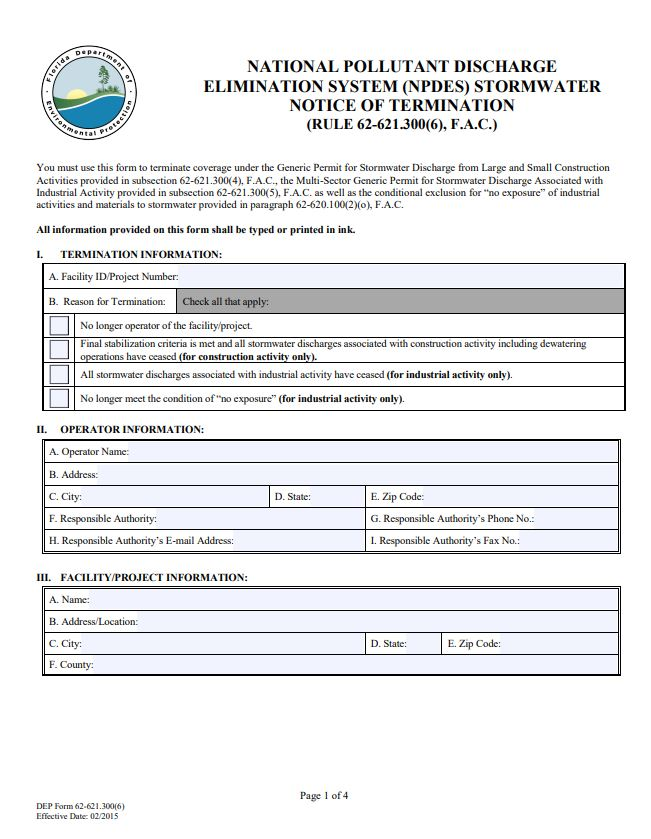 Florida Department of
Environmental Protection
NATIONAL POLLUTANT DISCHARGE
ELIMINATION SYSTEM (NPDES) STORMWATER
NOTICE OF TERMINATION
(RULE 62-621.300(6), F.A.C.)
You must use this form to terminate coverage under the Generic Permit for Stormwater Discharge from Large and Small Construction
Activities provided in subsection 62-621.300(4), F.A.C., the Multi-Sector Generic Permit for Stormwater Discharge Associated with
Industrial Activity provided in subsection 62-621.300(5), F.A.C. as well as the conditional exclusion for “no exposure” of industrial
activities and materials to stormwater provided in paragraph 62-620.100(2)(o), F.A.C.
All information provided on this form shall be typed or printed in ink.
I. TERMINATION INFORMATION:
A. Facility ID/Project Number:
B. Reason for Termination: Check all that apply:
No longer operator of the facility/project.
Final stabilization criteria is met and all stormwater discharges associated with construction activity including dewatering
operations have ceased (for construction activity only).
All stormwater discharges associated with industrial activity have ceased (for industrial activity only).
No longer meet the condition of “no exposure” (for industrial activity only).
II. OPERATOR INFORMATION:
A. Operator Name:
B. Address:
C. City: D. State: E. Zip Code:
F. Responsible Authority: G. Responsible Authority’s Phone No.:
H. Responsible Authority’s E-mail Address: I. Responsible Authority’s Fax No.:
III. FACILITY/PROJECT INFORMATION:
A. Name:
B. Address/Location:
C. City: D. State: E. Zip Code:
F. County:
Page 1 of 4
DEP Form 62-621.300(6)
Effective Date: 02/2015